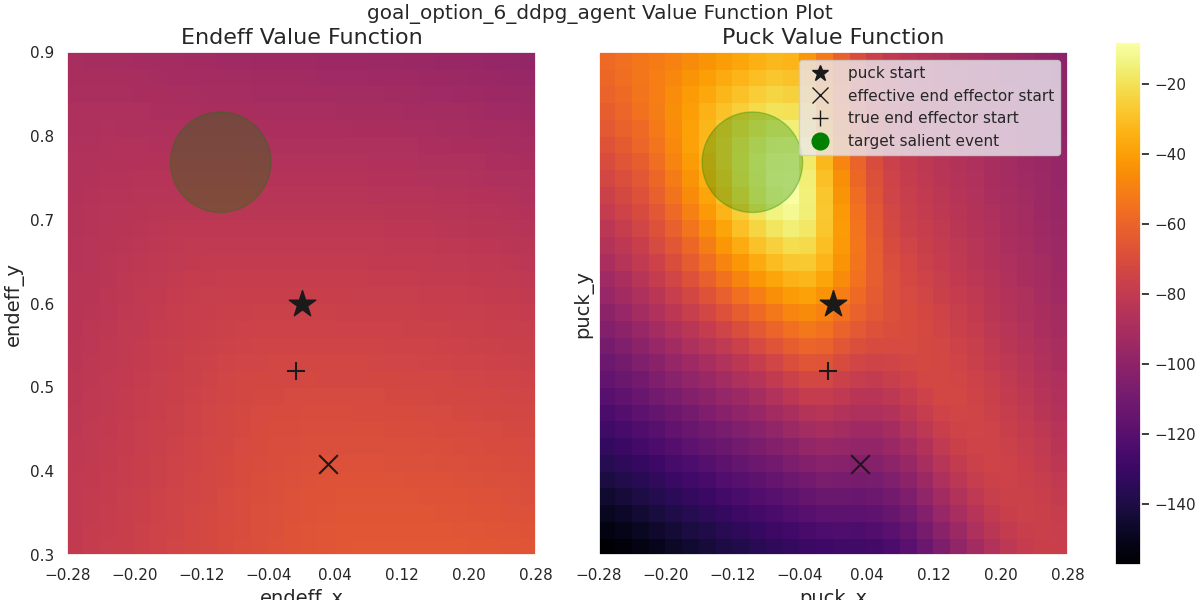 goal_option_6_ddpg_agent Value Function Plot
Endeff Value Function
endeff_y
0.9
0.8
0.7
0.6
0.5
0.4
0.3
−0.28 −0.20 −0.12 −0.04 0.04 0.12 0.20 0.28
endeff_x
Puck Value Function
puck start
effective end effector start
true end effector start
target salient event
puck_y
−0.28 −0.20 −0.12 −0.04 0.04 0.12 0.20 0.28
puck_x
−20
−40
−60
−80
−100
−120
−140